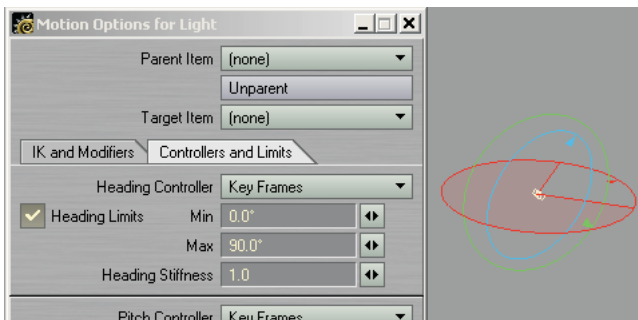 Motion Options for Light
Parent Item (none)
Unparent
Target Item (none)
IK and Modifiers Controllers and Limits
Heading Controller Key Frames
Heading Limits Min 0.0°
Max 90.0°
Heading Stiffness 1.0
Pitch Controller Key Frames